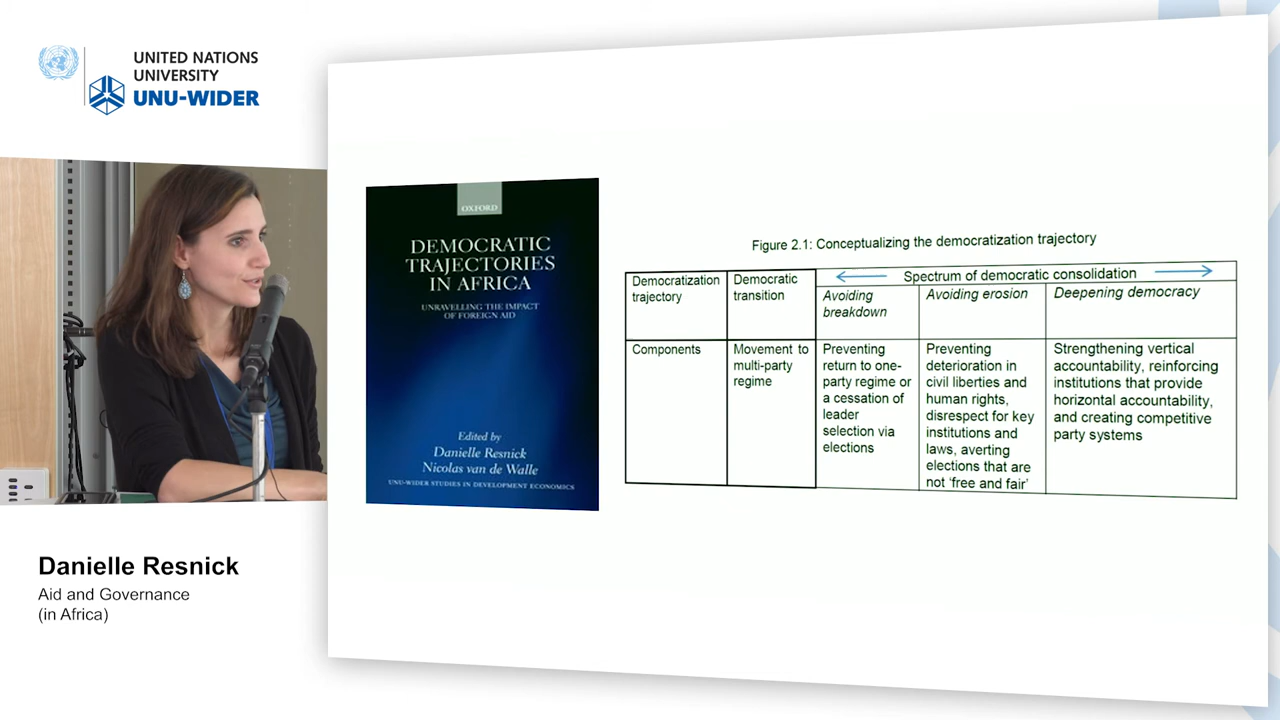 UNITED NATIONS
UNIVERSITY
UNU-WIDER
Danielle Resnick
Aid and Governance
(in Africa)
OXFORD
DEMOCRATIC
TRAJECTORIES
IN AFRICA
UNRAVELLING THE IMPACT
OF FOREIGN AID
Edited by
Danielle Resnick
Nicolas van de Walle
UNU-WIDER STUDIES IN DEVELOPMENT ECONOMICS
Figure 2.1: Conceptualizing the democratization trajectory
Democratization
trajectory
Democratic
transition
Spectrum of democratic consolidation
Avoiding
breakdown
Avoiding erosion
Deepening democracy
Components
Movement to
multi-party
regime
Preventing
return to one-
party regime or
a cessation of
leader
selection via
elections
Preventing
deterioration in
civil liberties and
human rights,
disrespect for key
institutions and
laws, averting
elections that are
not ‘free and fair’
Strengthening vertical
accountability, reinforcing
institutions that provide
horizontal accountability,
and creating competitive
party systems